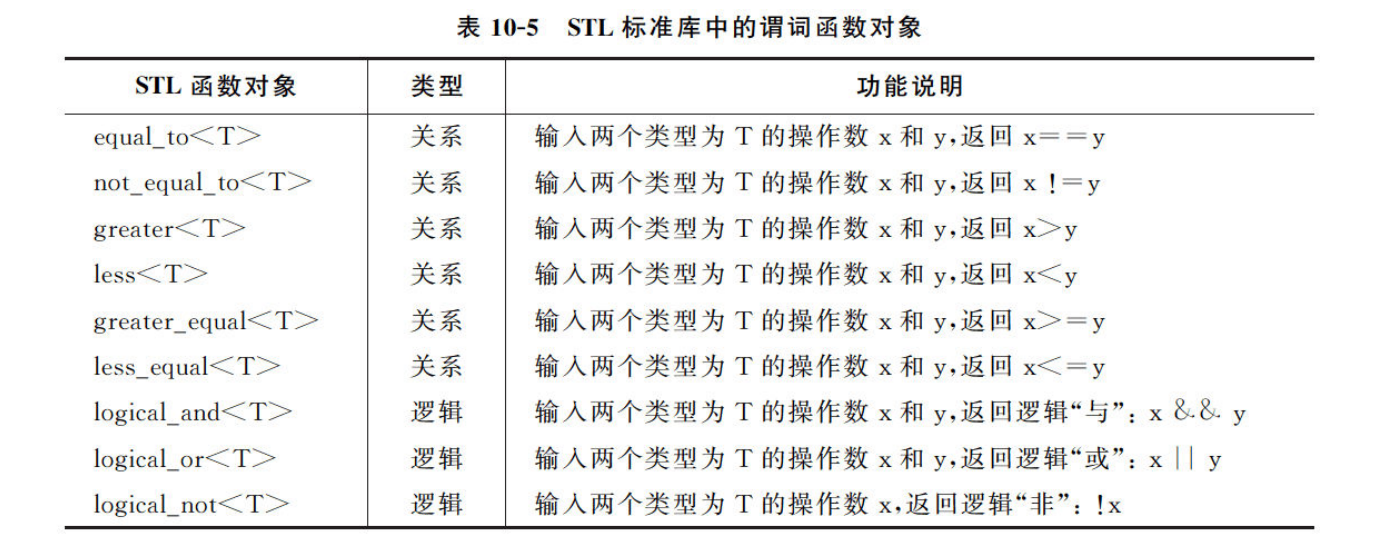 表 10-5 STL 标准库中的谓词函数对象
STL 函数对象 类型 功能说明
equal_to<T> 关系 输入两个类型为 T 的操作数 x 和 y,返回 x==y
not_equal_to<T> 关系 输入两个类型为 T 的操作数 x 和 y,返回 x !=y
greater<T> 关系 输入两个类型为 T 的操作数 x 和 y,返回 x>y
less<T> 关系 输入两个类型为 T 的操作数 x 和 y,返回 x<y
greater_equal<T> 关系 输入两个类型为 T 的操作数 x 和 y,返回 x>=y
less_equal<T> 关系 输入两个类型为 T 的操作数 x 和 y,返回 x<=y
logical_and<T> 逻辑 输入两个类型为 T 的操作数 x 和 y,返回逻辑“与”: x && y
logical_or<T> 逻辑 输入两个类型为 T 的操作数 x 和 y,返回逻辑“或”: x || y
logical_not<T> 逻辑 输入两个类型为 T 的操作数 x,返回逻辑“非”: !x